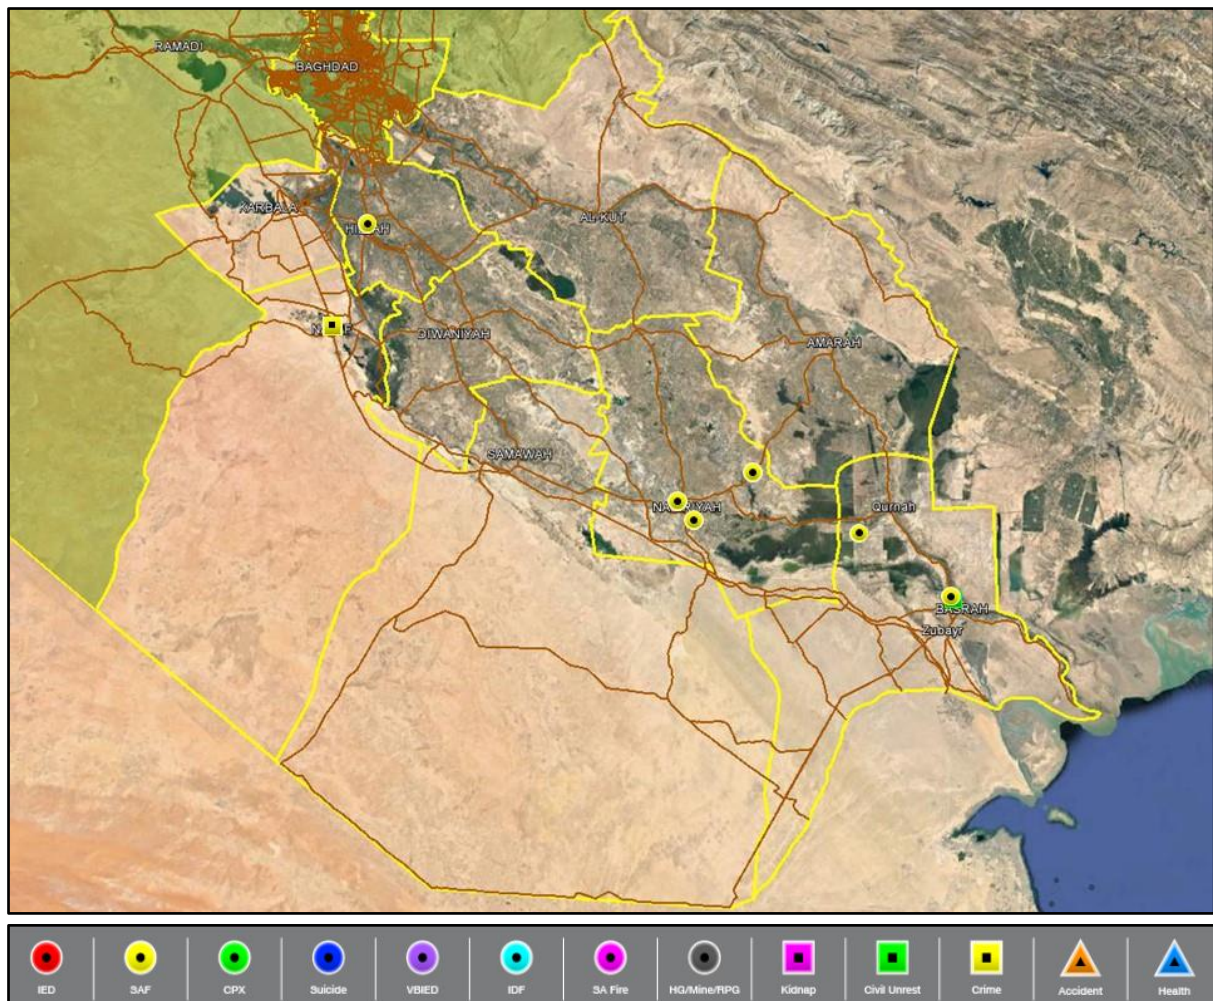 RAMADI
BAGHDAD
KARBALA
AL-KUT
DIWANIYAH
AMARAH
SAMAWAH
Qurnah
BASRAH
Zubayr
IED
SAF
CPX
Suicide
VBIED
IDF
SA Fire
HG/Mine/RPG
Kidnap
Civil Unrest
Crime
Accident
Health